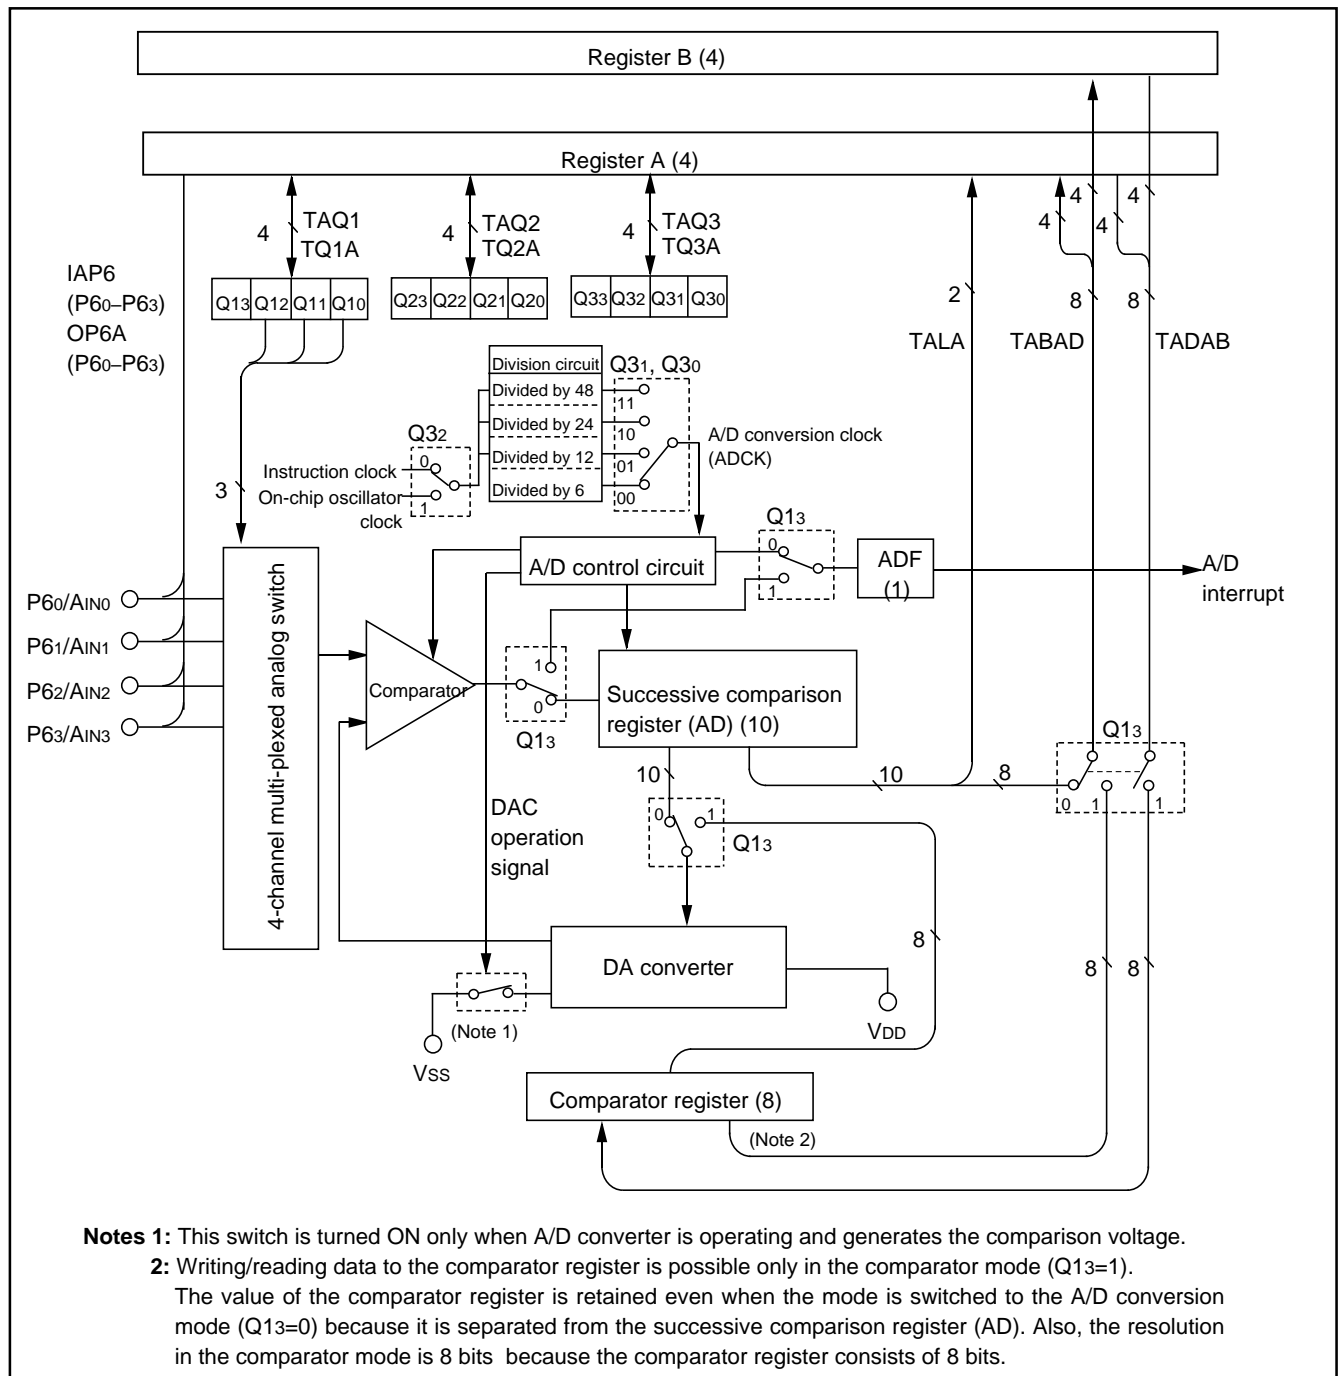 Register B (4)
Register A (4)
4
TAQ1
TQ1A
4
TAQ2
TQ2A
4
TAQ3
TQ3A
4
4
4
4
IAP6
(P60–P63)
OP6A
(P60–P63)
Q13 Q12 Q11 Q10
Q23 Q22 Q21 Q20
Q33 Q32 Q31 Q30
2
8
8
TALA
TABAD
TADAB
Division circuit
Divided by 48
Divided by 24
Divided by 12
Divided by 6
Q31, Q30
11
10
01
00
A/D conversion clock
(ADCK)
Q32
0
1
Instruction clock
On-chip oscillator
clock
3
Q13
0
1
A/D control circuit
ADF
(1)
A/D
interrupt
P60/AIN0
P61/AIN1
P62/AIN2
P63/AIN3
4-channel multi-plexed analog switch
Comparator
1
0
Q13
Successive comparison
register (AD) (10)
Q13
0
1
1
10
10
8
DAC
operation
signal
0
1
Q13
8
8
8
DA converter
(Note 1)
VSS
VDD
Comparator register (8)
(Note 2)
Notes 1: This switch is turned ON only when A/D converter is operating and generates the comparison voltage.
2: Writing/reading data to the comparator register is possible only in the comparator mode (Q13=1).
The value of the comparator register is retained even when the mode is switched to the A/D conversion
mode (Q13=0) because it is separated from the successive comparison register (AD). Also, the resolution
in the comparator mode is 8 bits because the comparator register consists of 8 bits.